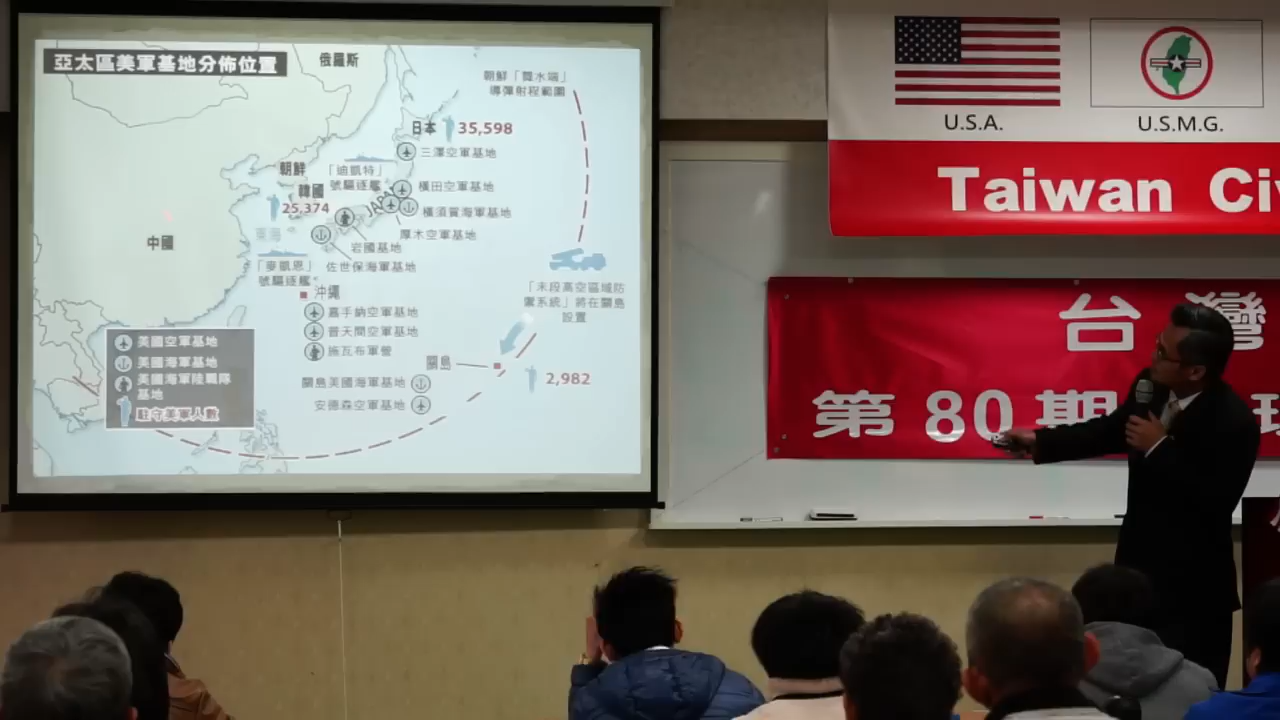 亞太區美軍基地分佈位置
俄羅斯
朝鮮「舞水端」
導彈射程範圍
日本 35,598
三澤空軍基地
朝鮮
「迪凱特」
號驅逐艦
橫田空軍基地
韓國
25,374
JAPAN
橫須賀海軍基地
中國
東海
厚木空軍基地
岩國基地
「麥凱恩」
號驅逐艦
佐世保海軍基地
沖繩
「末段高空區域防
禦系統」將在關島
設置
嘉手納空軍基地
普天間空軍基地
施瓦布軍營
美國空軍基地
美國海軍基地
美國海軍陸戰隊
基地
駐守美軍人數
關島
2,982
關島美國海軍基地
安德森空軍基地
U.S.A.
U.S.M.G.
Taiwan Ci
台灣
第80期